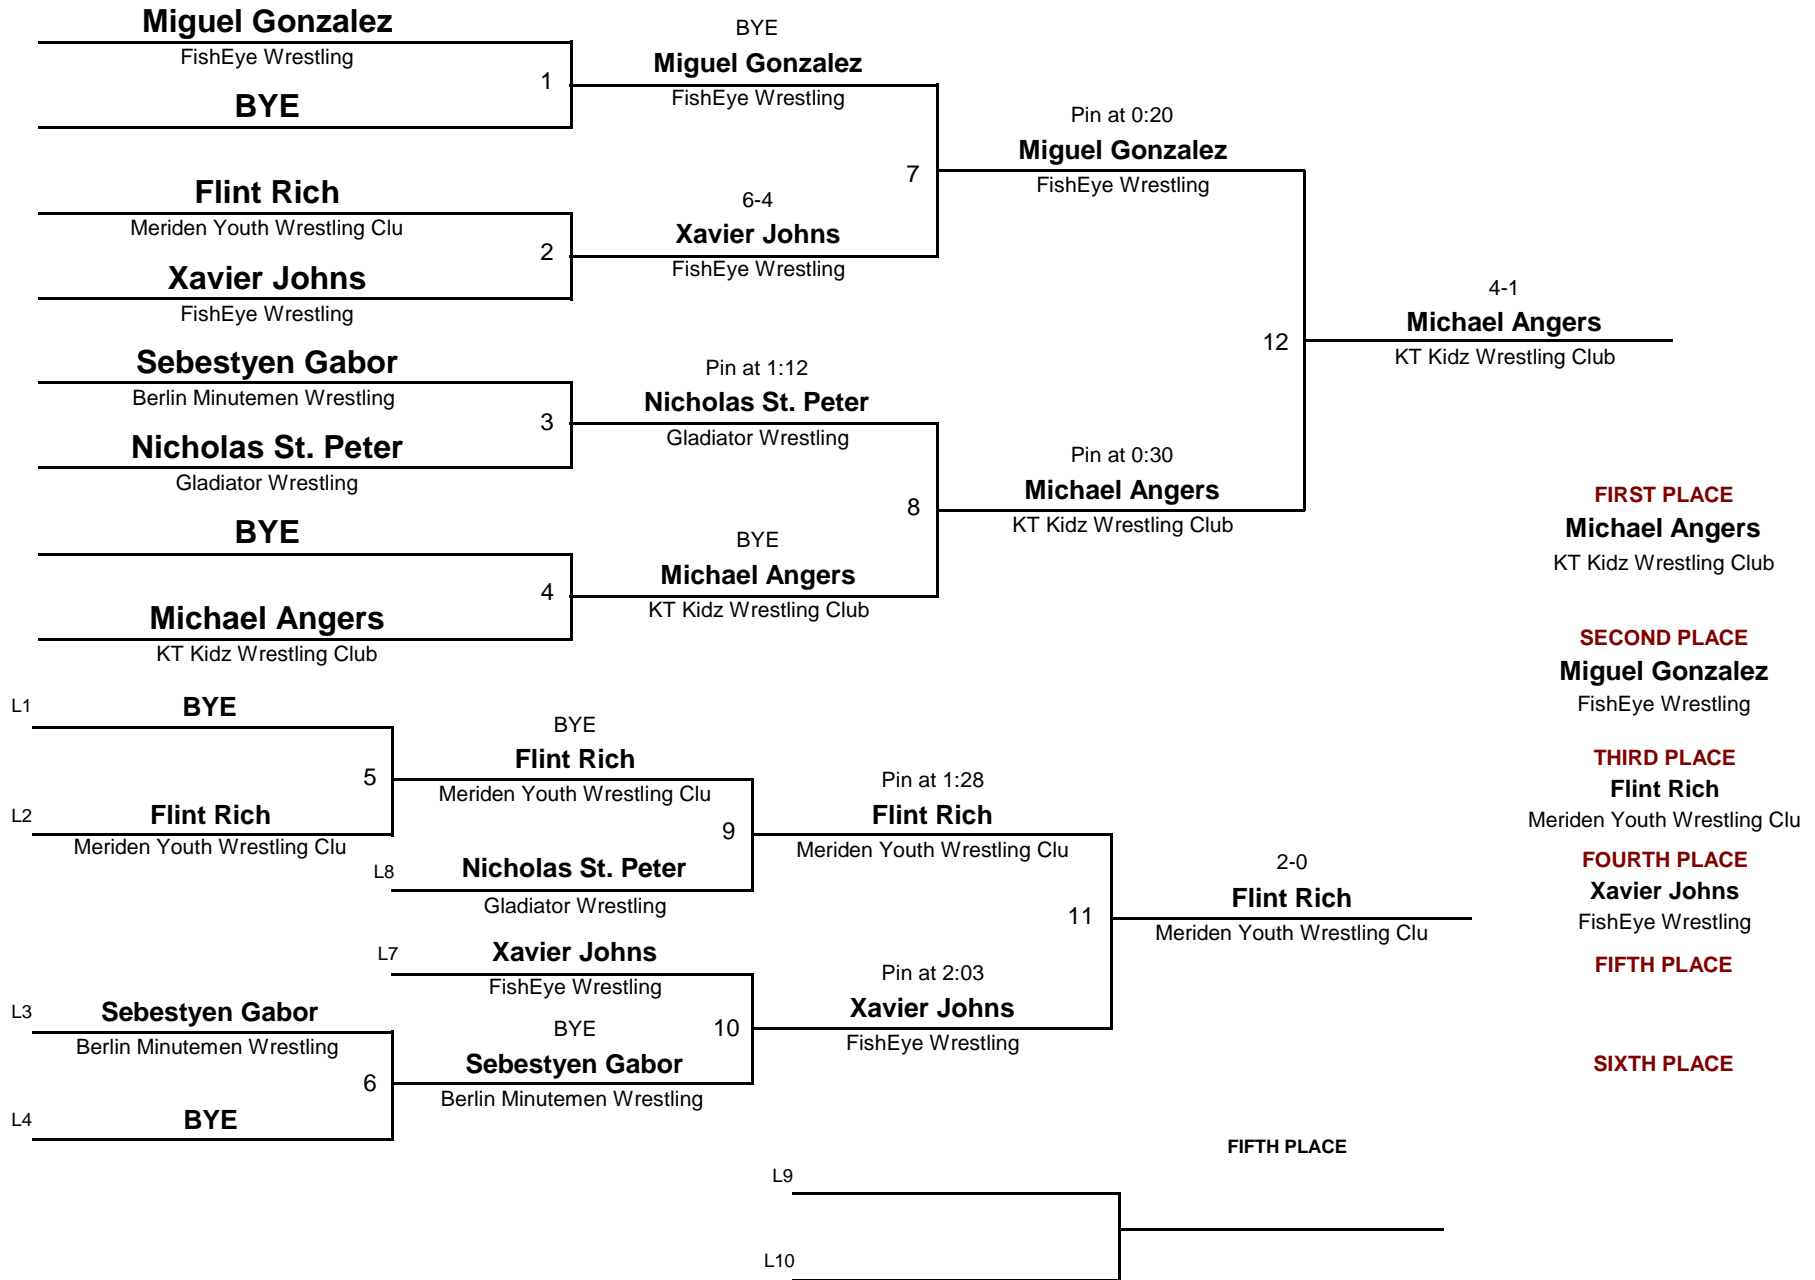 Miguel Gonzalez
FishEye Wrestling
1
BYE
BYE
Miguel Gonzalez
FishEye Wrestling
Flint Rich
Meriden Youth Wrestling Clu
2
Xavier Johns
FishEye Wrestling
6-4
Xavier Johns
FishEye Wrestling
7
Pin at 0:20
Miguel Gonzalez
FishEye Wrestling
Sebestyen Gabor
Berlin Minutemen Wrestling
3
Nicholas St. Peter
Gladiator Wrestling
Pin at 1:12
Nicholas St. Peter
Gladiator Wrestling
BYE
4
Michael Angers
KT Kidz Wrestling Club
BYE
Michael Angers
KT Kidz Wrestling Club
8
Pin at 0:30
Michael Angers
KT Kidz Wrestling Club
12
4-1
Michael Angers
KT Kidz Wrestling Club
FIRST PLACE
Michael Angers
KT Kidz Wrestling Club
SECOND PLACE
Miguel Gonzalez
FishEye Wrestling
THIRD PLACE
Flint Rich
Meriden Youth Wrestling Clu
FOURTH PLACE
Xavier Johns
FishEye Wrestling
FIFTH PLACE
SIXTH PLACE
L1
BYE
5
L2
Flint Rich
Meriden Youth Wrestling Clu
BYE
Flint Rich
Meriden Youth Wrestling Clu
9
L8
Nicholas St. Peter
Gladiator Wrestling
Pin at 1:28
Flint Rich
Meriden Youth Wrestling Clu
L7
Xavier Johns
FishEye Wrestling
L3
Sebestyen Gabor
Berlin Minutemen Wrestling
6
L4
BYE
BYE
Sebestyen Gabor
Berlin Minutemen Wrestling
10
Pin at 2:03
Xavier Johns
FishEye Wrestling
11
2-0
Flint Rich
Meriden Youth Wrestling Clu
FIFTH PLACE
L9
L10